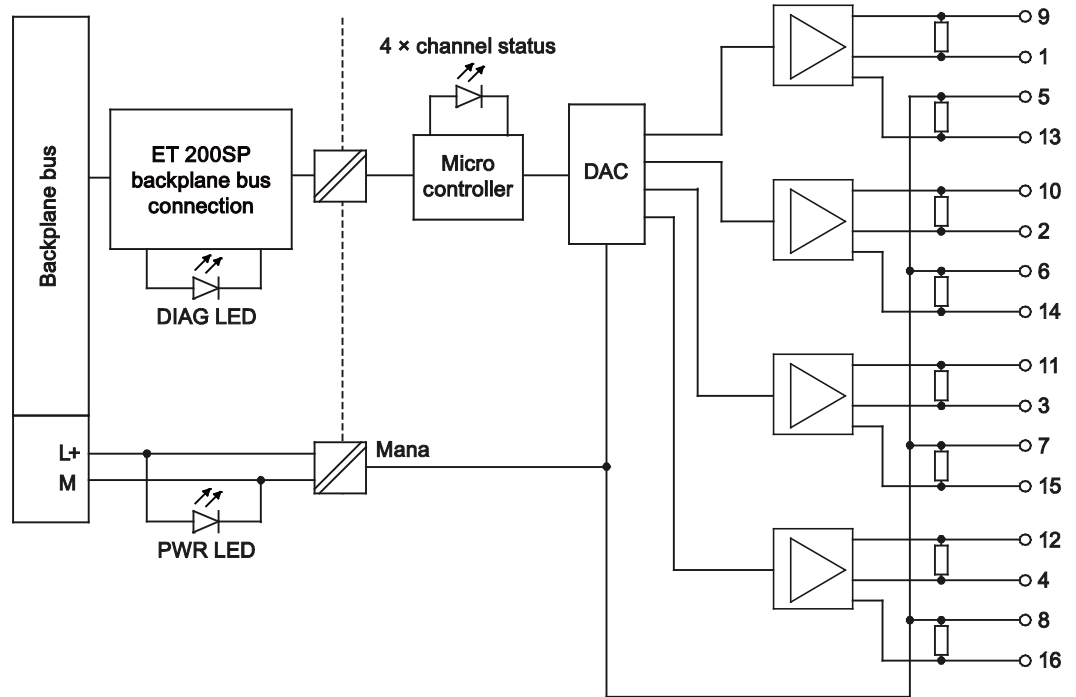 Backplane bus
ET 200SP
backplane bus
connection
DIAG LED
4 × channel status
Micro
controller
DAC
L+
M
PWR LED
Mana
9
1
5
13
10
2
6
14
11
3
7
15
12
4
8
16